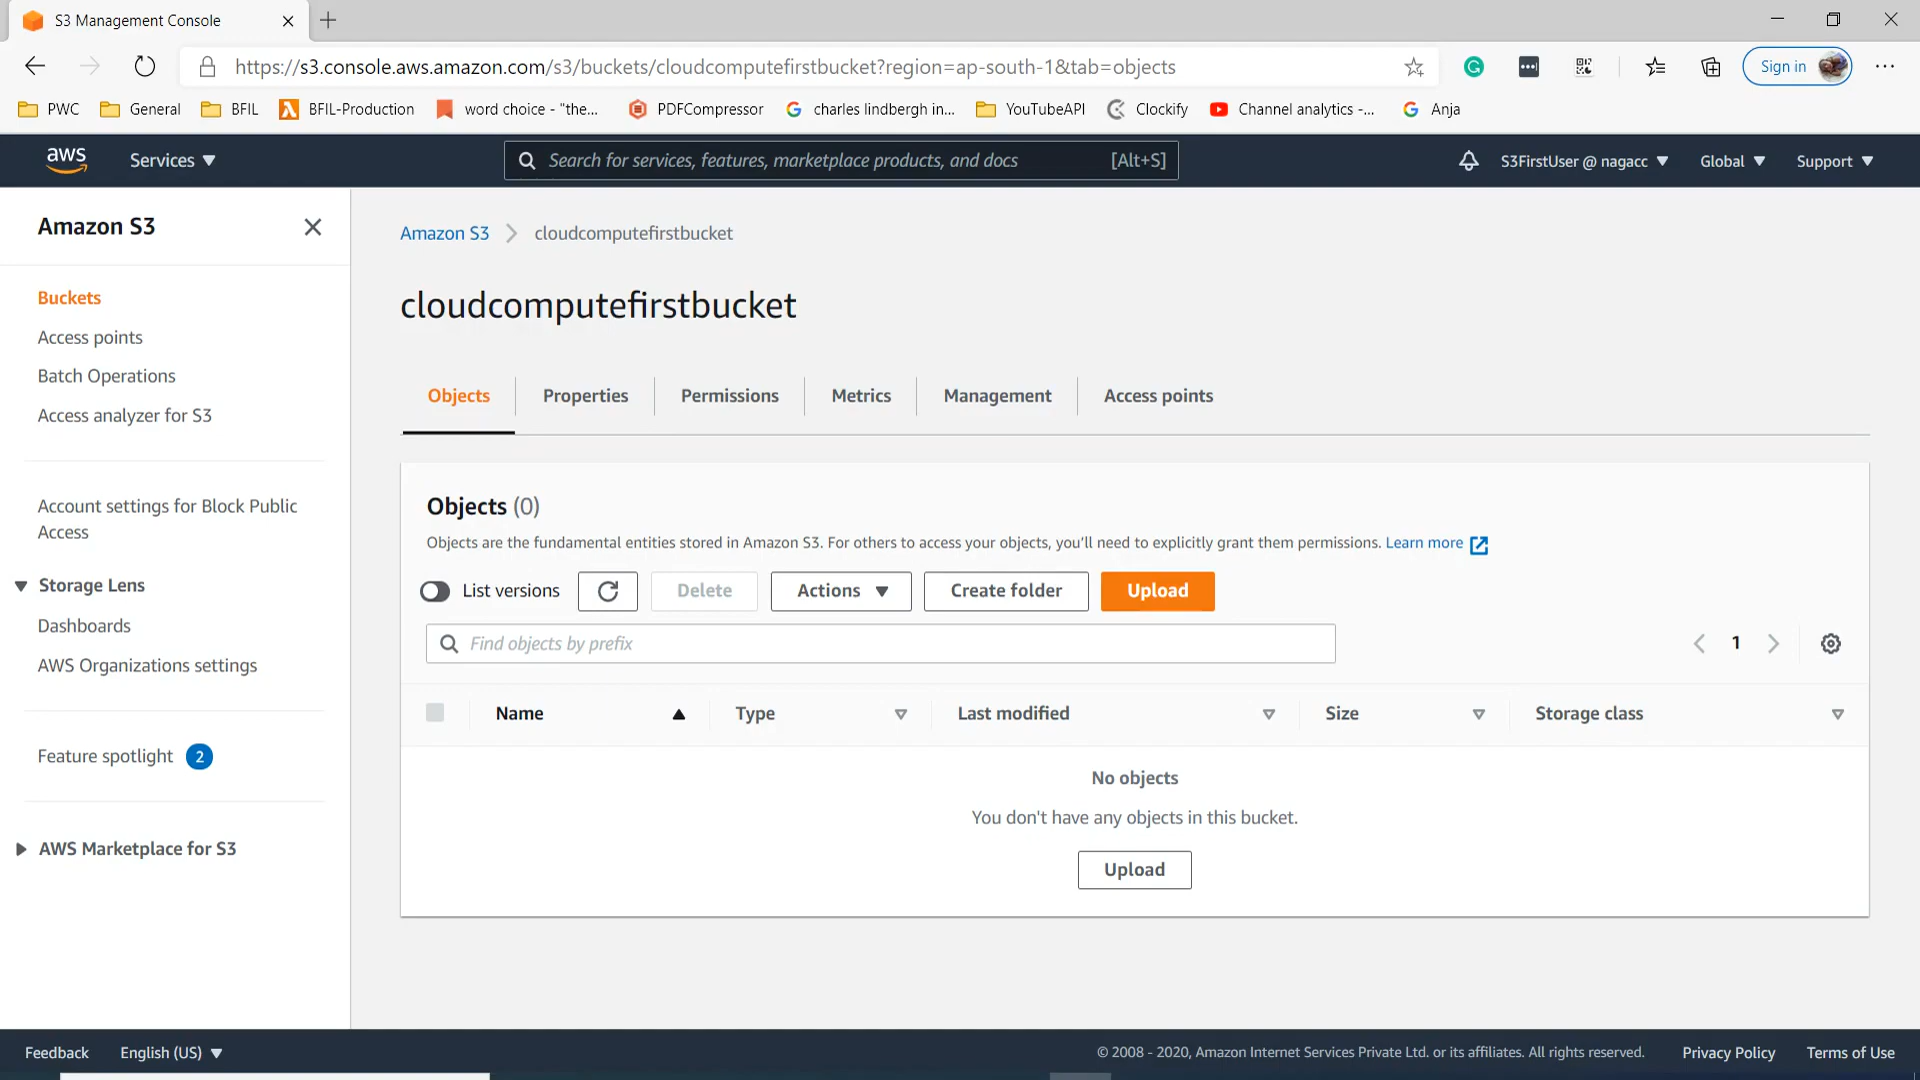 S3 Management Console
https://s3.console.aws.amazon.com/s3/buckets/cloudcomputefirstbucket?region=ap-south-1&tab=objects
Sign in
PWC General BFIL BFIL-Production word choice - "the... PDFCompressor charles lindbergh in... YouTubeAPI Clockify Channel analytics -... Anja
aws Services Search for services, features, marketplace products, and docs [Alt+S] S3FirstUser @ nagacc Global Support
Amazon S3
Buckets
Access points
Batch Operations
Access analyzer for S3
Account settings for Block Public
Access
Storage Lens
Dashboards
AWS Organizations settings
Feature spotlight 2
AWS Marketplace for S3
Amazon S3 cloudcomputefirstbucket
cloudcomputefirstbucket
Objects Properties Permissions Metrics Management Access points
Objects (0)
Objects are the fundamental entities stored in Amazon S3. For others to access your objects, you'll need to explicitly grant them permissions. Learn more
List versions Delete Actions Create folder Upload
Find objects by prefix 1
Name Type Last modified Size Storage class
No objects
You don't have any objects in this bucket.
Upload
Feedback English (US) © 2008 - 2020, Amazon Internet Services Private Ltd. or its affiliates. All rights reserved. Privacy Policy Terms of Use